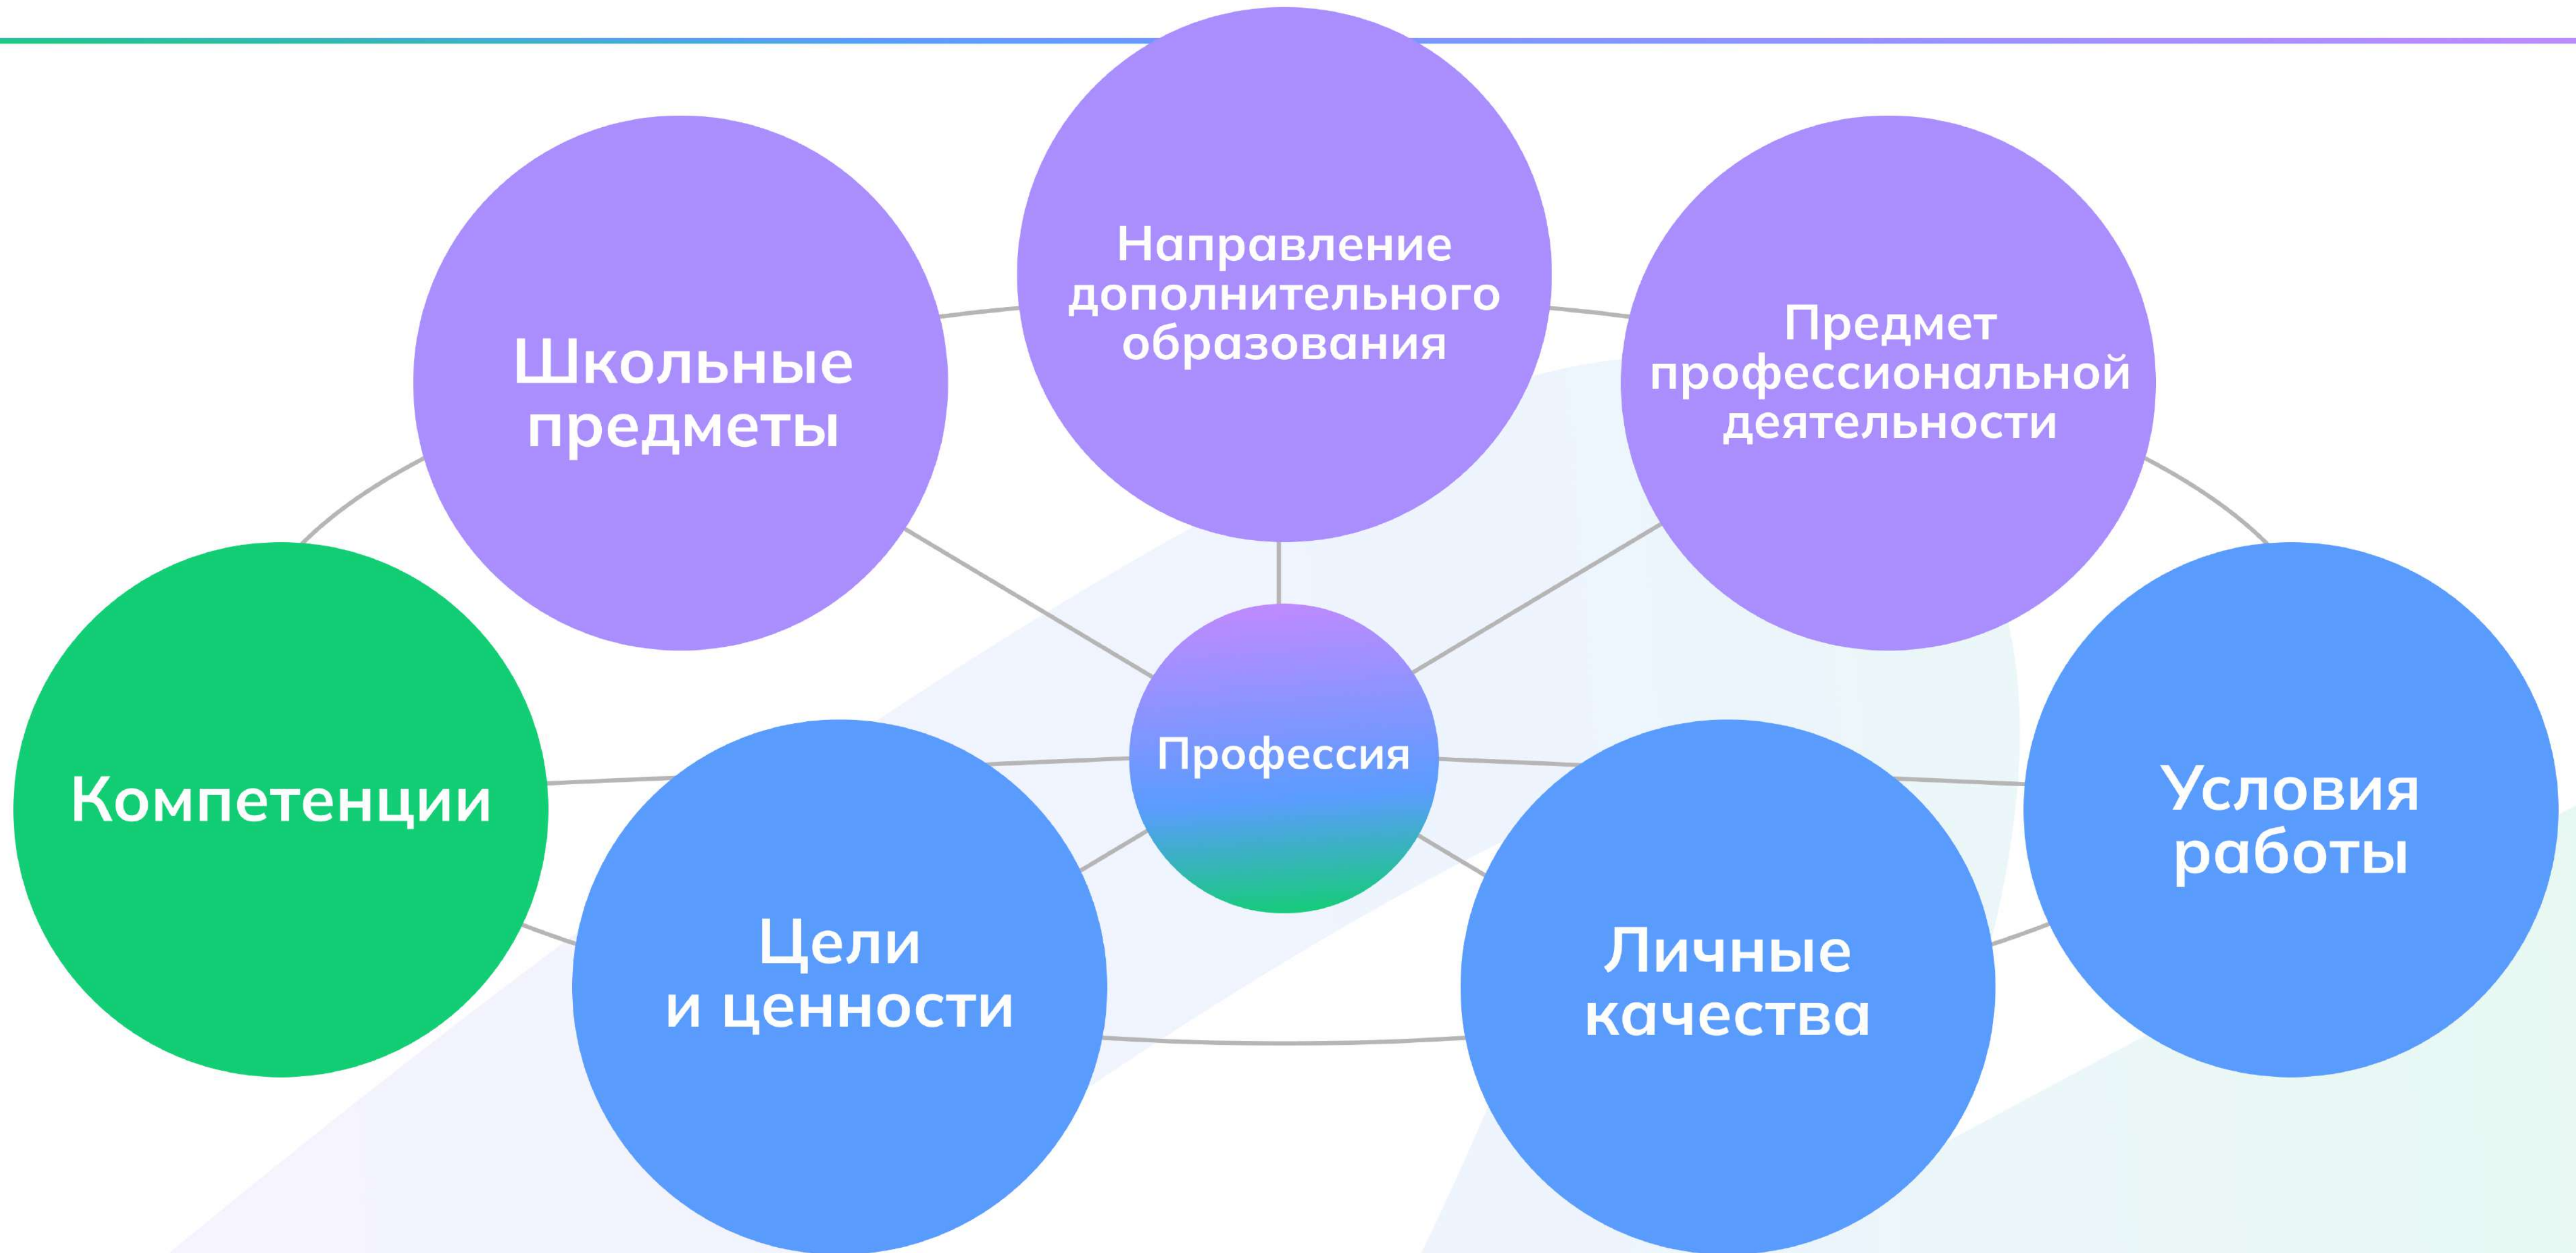 Направление
дополнительного
образования
Школьные
предметы
Предмет
профессиональной
деятельности
Компетенции
Профессия
Условия
работы
Цели
и ценности
Личные
качества